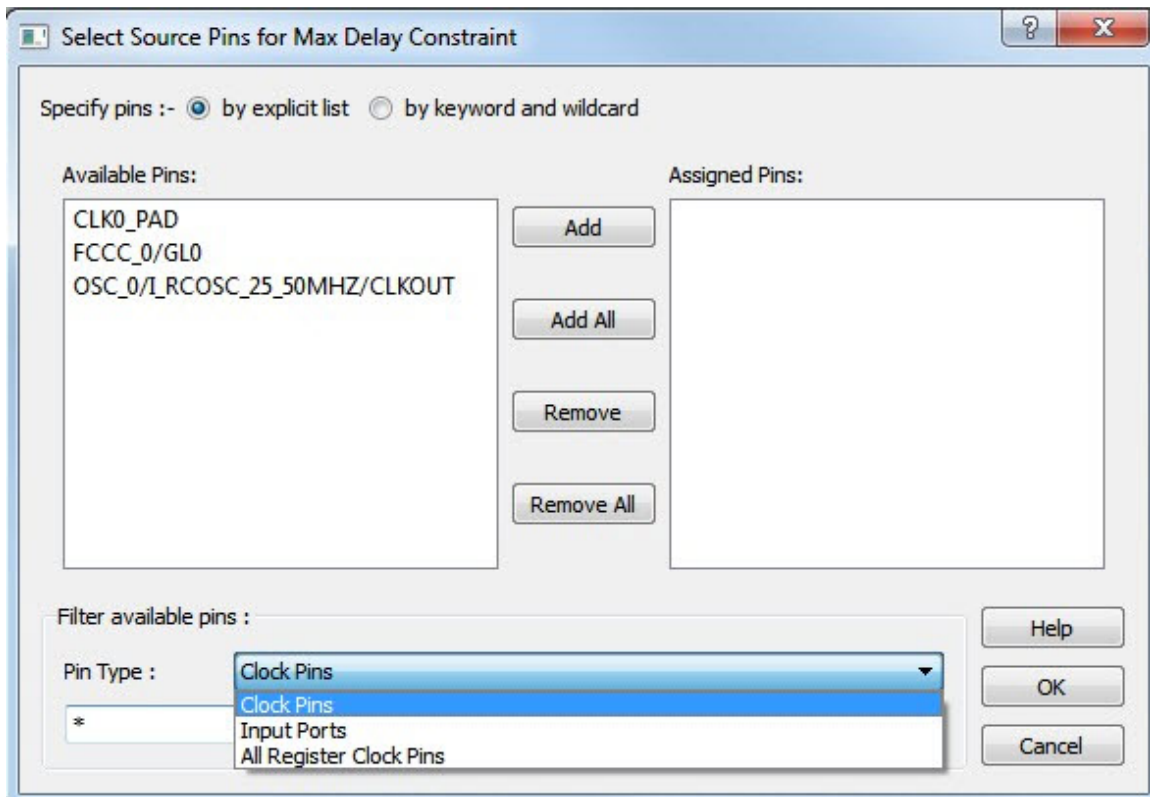 Select Source Pins for Max Delay Constraint
Specify pins :- by explicit list by keyword and wildcard
Available Pins:
Assigned Pins:
CLK0_PAD
FCCC_0/GL0
OSC_0/I_RCOSC_25_50MHZ/CLKOUT
Add
Add All
Remove
Remove All
Filter available pins :
Pin Type :
Clock Pins
Clock Pins
Input Ports
All Register Clock Pins
*
Help
OK
Cancel